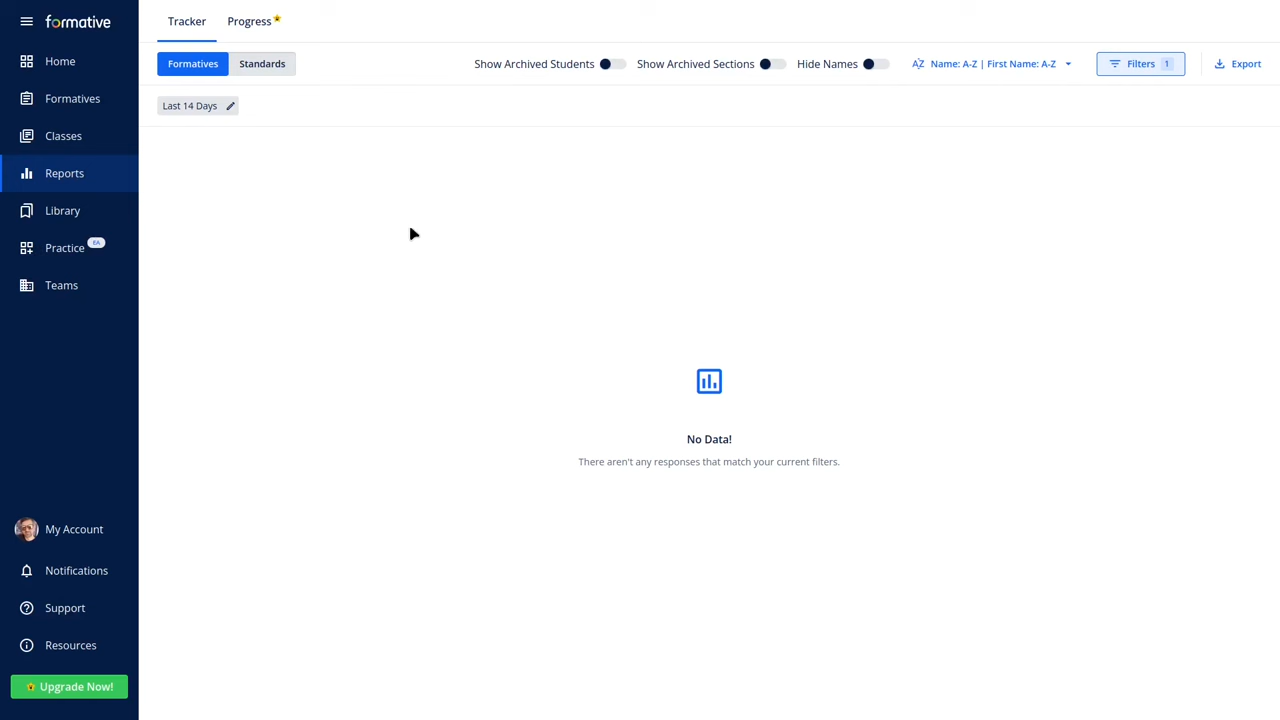 formative
Home
Formatives
Classes
Reports
Library
Practice EA
Teams
My Account
Notifications
Support
Resources
Upgrade Now!
Tracker
Progress
Formatives
Standards
Show Archived Students
Show Archived Sections
Hide Names
AZ Name: A-Z | First Name: A-Z
Filters 1
Export
Last 14 Days
No Data!
There aren't any responses that match your current filters.